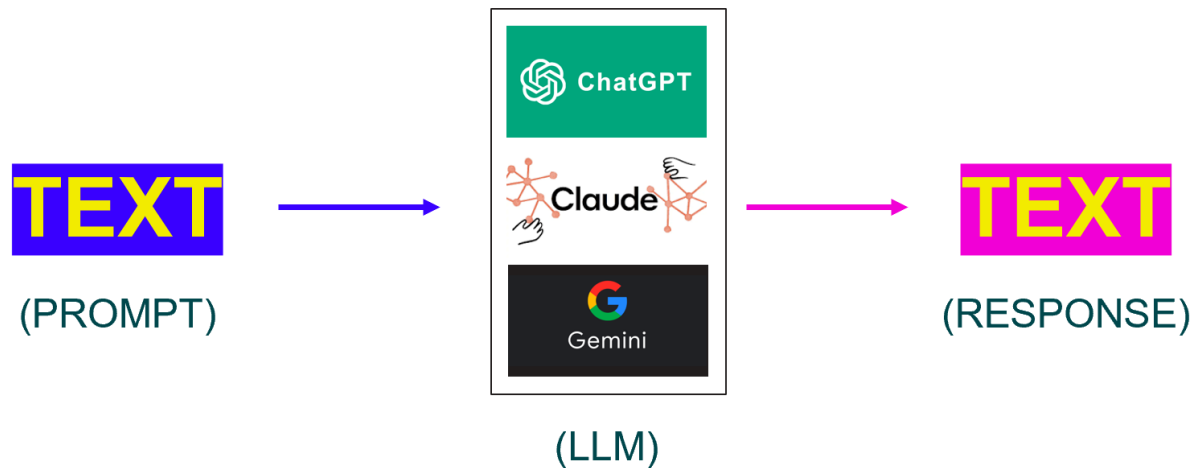 ChatGPT
TEXT
Claude
TEXT
(PROMPT)
Gemini
(RESPONSE)
(LLM)